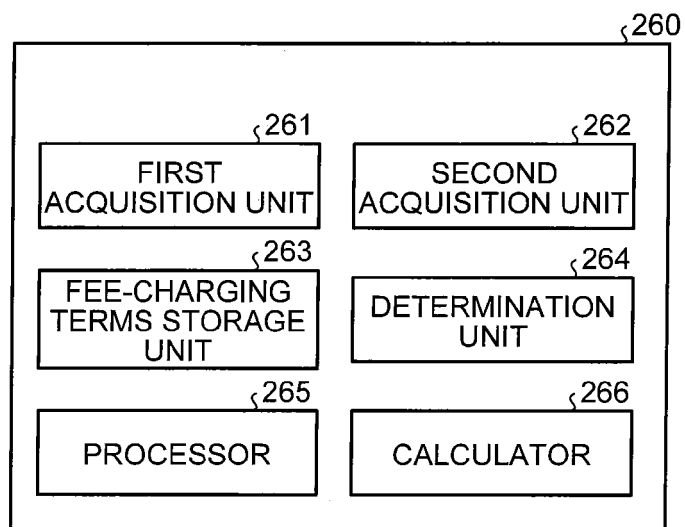 260
261
FIRST
ACQUISITION UNIT
262
SECOND
ACQUISITION UNIT
263
FEE-CHARGING
TERMS STORAGE
UNIT
264
DETERMINATION
UNIT
265
PROCESSOR
266
CALCULATOR